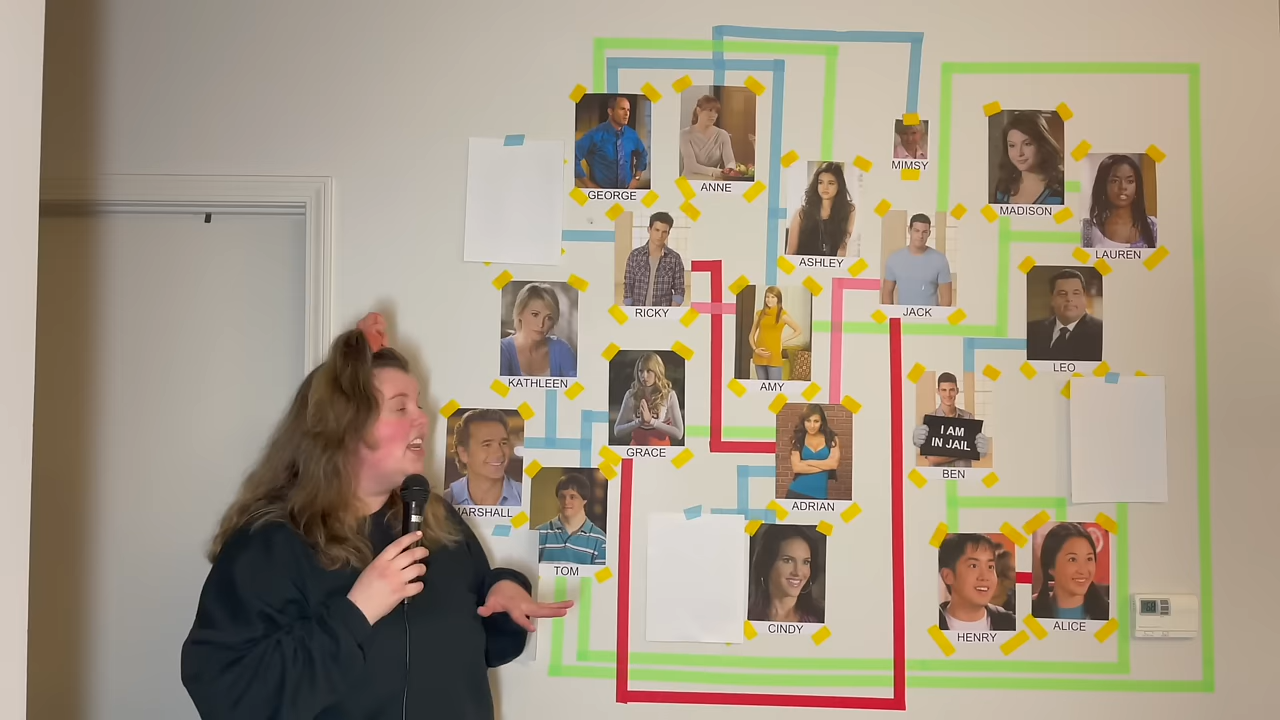 GEORGE
ANNE
MIMSY
MADISON
LAUREN
ASHLEY
RICKY
JACK
LEO
KATHLEEN
AMY
GRACE
I AM
IN JAIL
BEN
ADRIAN
MARSHALL
TOM
CINDY
HENRY
ALICE